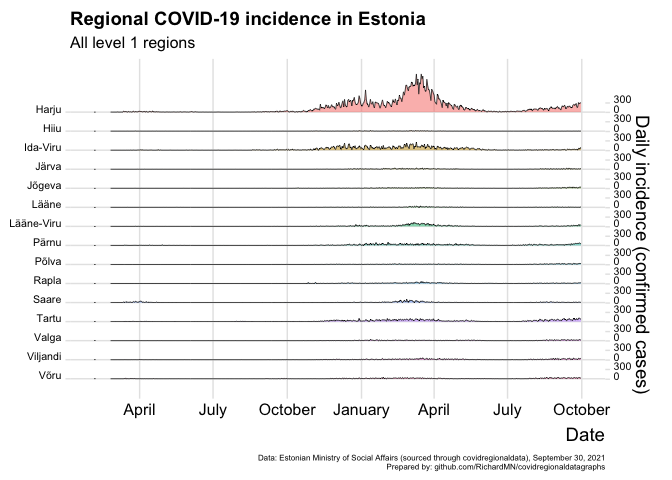 Regional COVID-19 incidence in Estonia
All level 1 regions
Harju
Hiiu
Ida-Viru
Järva
Jõgeva
Lääne
Lääne-Viru
Pärnu
Põlva
Rapla
Saare
Tartu
Valga
Viljandi
Võru
300
0
300
0
300
0
300
0
300
0
300
0
300
0
300
0
300
0
300
0
300
0
300
0
300
0
300
0
300
0
Daily incidence (confirmed cases)
April July October January April July October
Date
Data: Estonian Ministry of Social Affairs (sourced through covidregionaldata), September 30, 2021
Prepared by: github.com/RichardMN/covidregionaldatagraphs